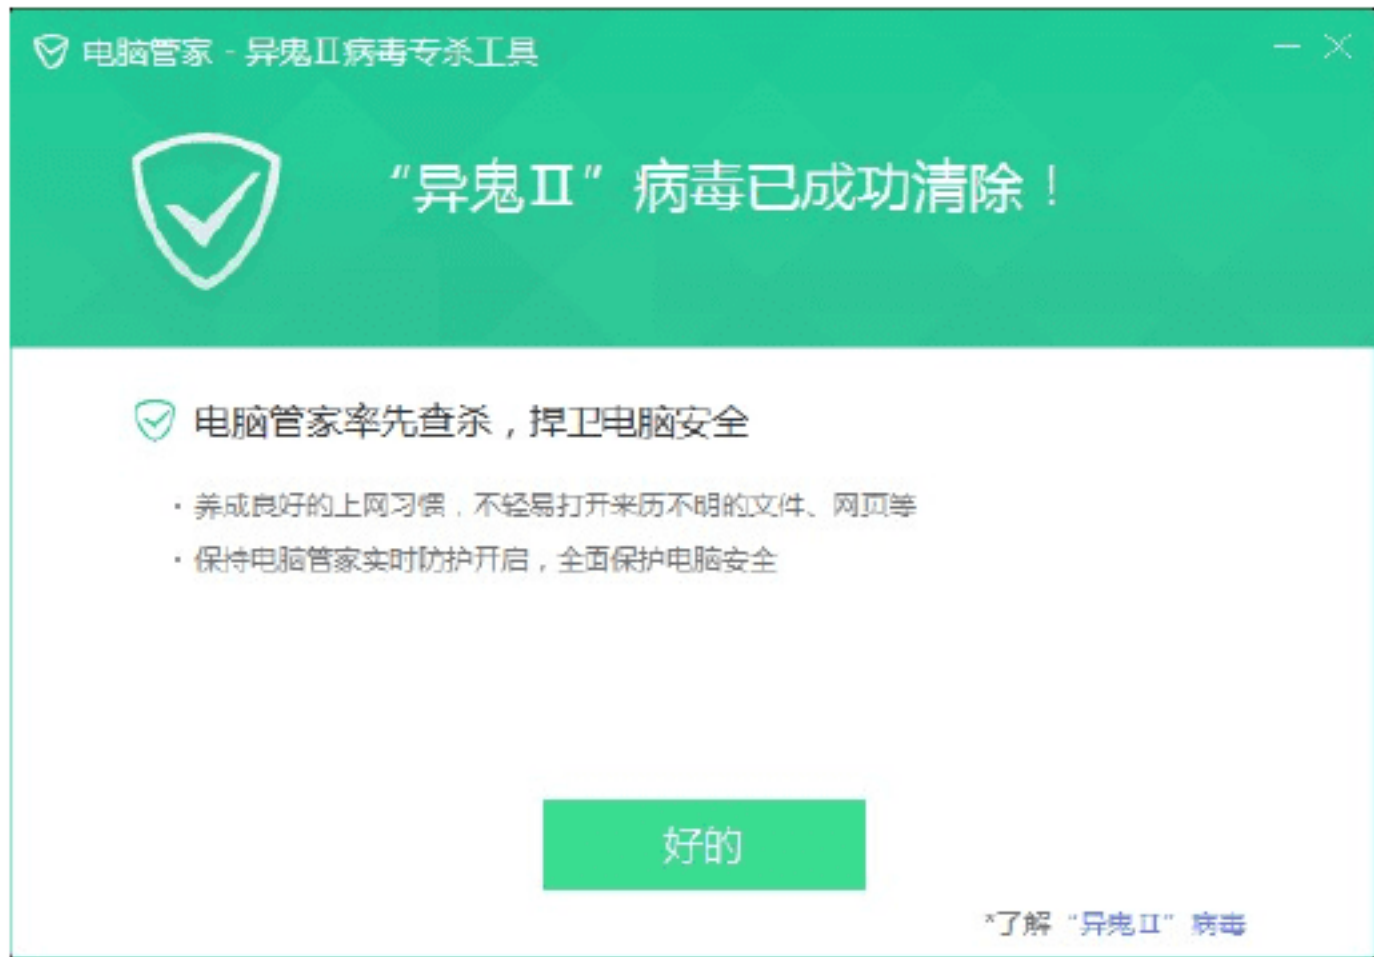 电脑管家 - 异鬼Ⅱ病毒专杀工具
“异鬼Ⅱ”病毒已成功清除！
电脑管家率先查杀，捍卫电脑安全
· 养成良好的上网习惯，不轻易打开来历不明的文件、网页等
· 保持电脑管家实时防护开启，全面保护电脑安全
好的
*了解“异鬼Ⅱ”病毒